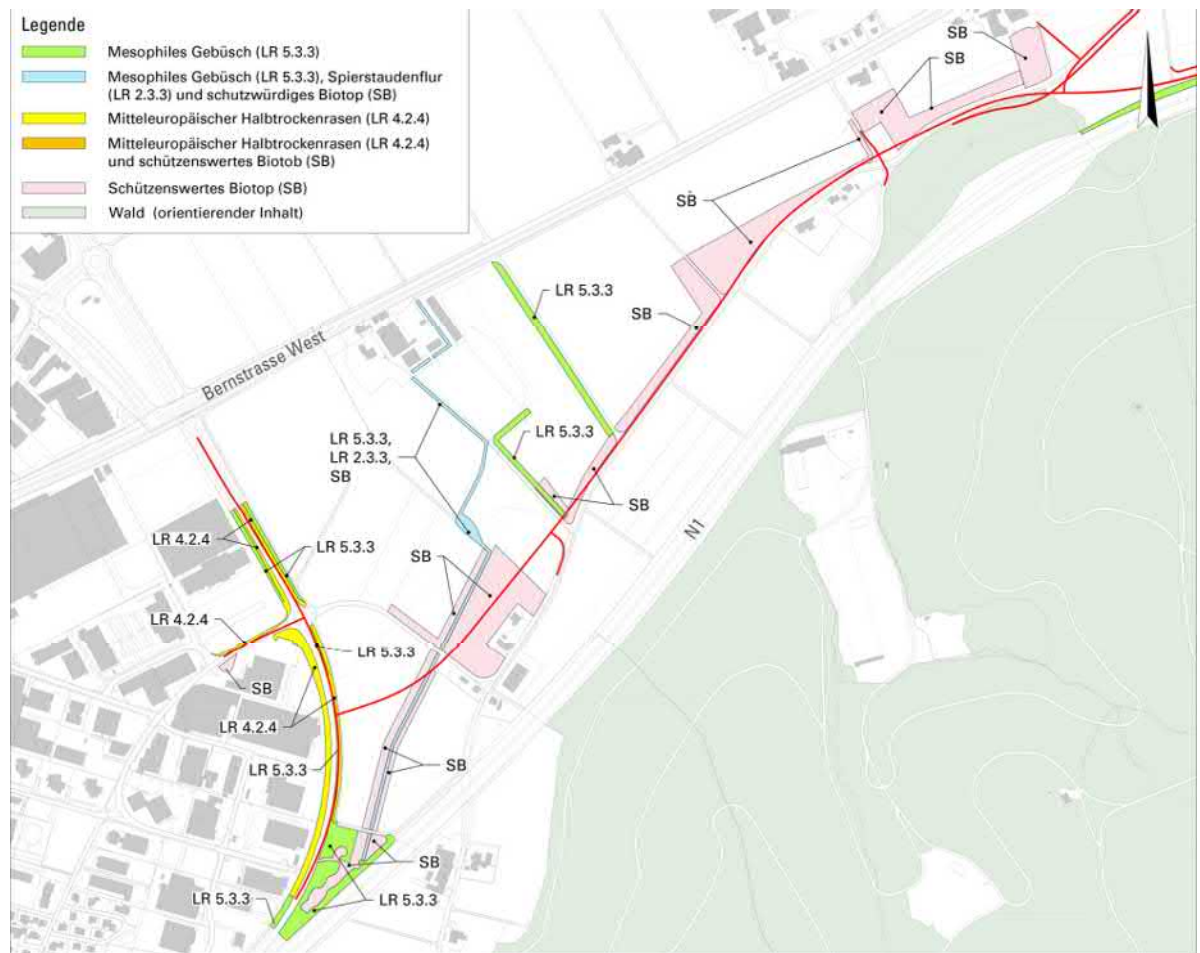 Legende
Mesophiles Gebüsch (LR 5.3.3)
Mesophiles Gebüsch (LR 5.3.3), Spierstaudenflur
(LR 2.3.3) und schutzwürdiges Biotop (SB)
Mitteleuropäischer Halbtrockenrasen (LR 4.2.4)
Mitteleuropäischer Halbtrockenrasen (LR 4.2.4)
und schützenswertes Biotob (SB)
Schützenswertes Biotop (SB)
Wald (orientierender Inhalt)
SB
SB
SB
LR 5.3.3
SB
Bernstrasse West
LR 5.3.3,
LR 2.3.3,
SB
LR 5.3.3
SB
N1
LR 4.2.4
LR 5.3.3
SB
LR 4.2.4
LR 5.3.3
SB
LR 4.2.4
LR 5.3.3
SB
SB
LR 5.3.3
LR 5.3.3